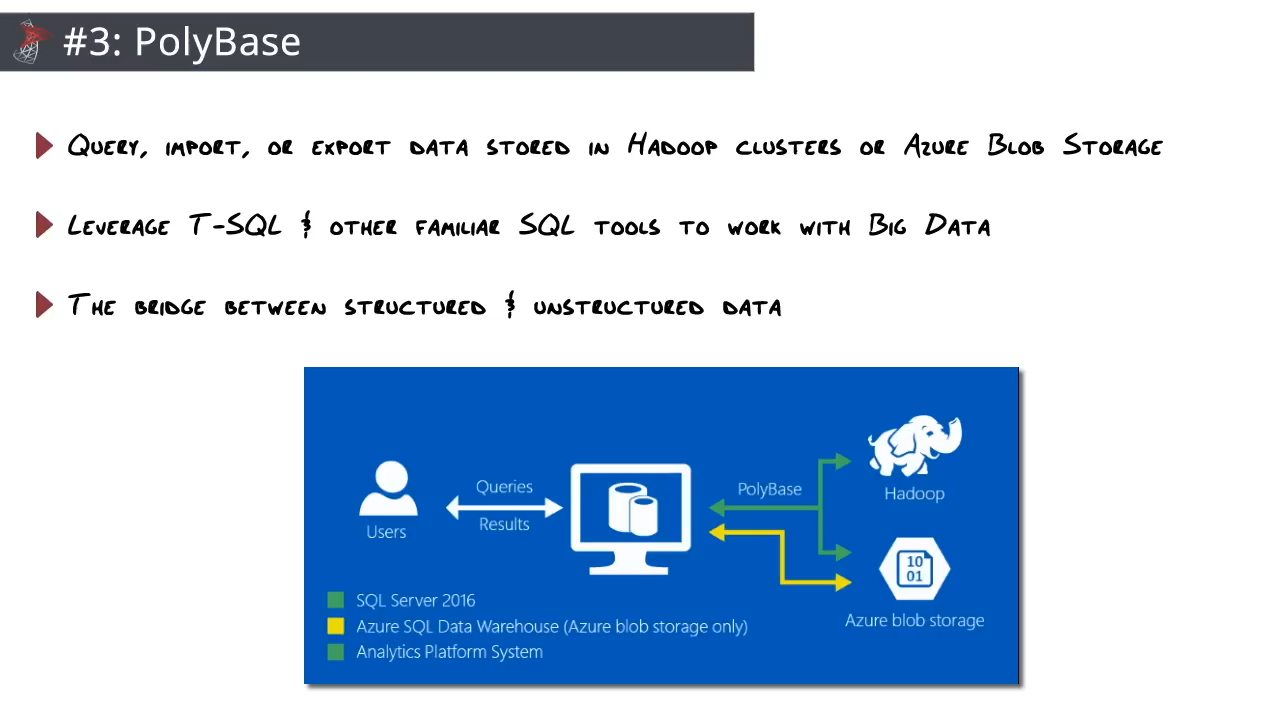 #3: PolyBase
Query, import, or export data stored in Hadoop clusters or Azure Blob Storage
Leverage T-SQL & other familiar SQL tools to work with Big Data
The bridge between structured & unstructured data
Users
Queries
Results
PolyBase
Hadoop
10
01
Azure blob storage
SQL Server 2016
Azure SQL Data Warehouse (Azure blob storage only)
Analytics Platform System